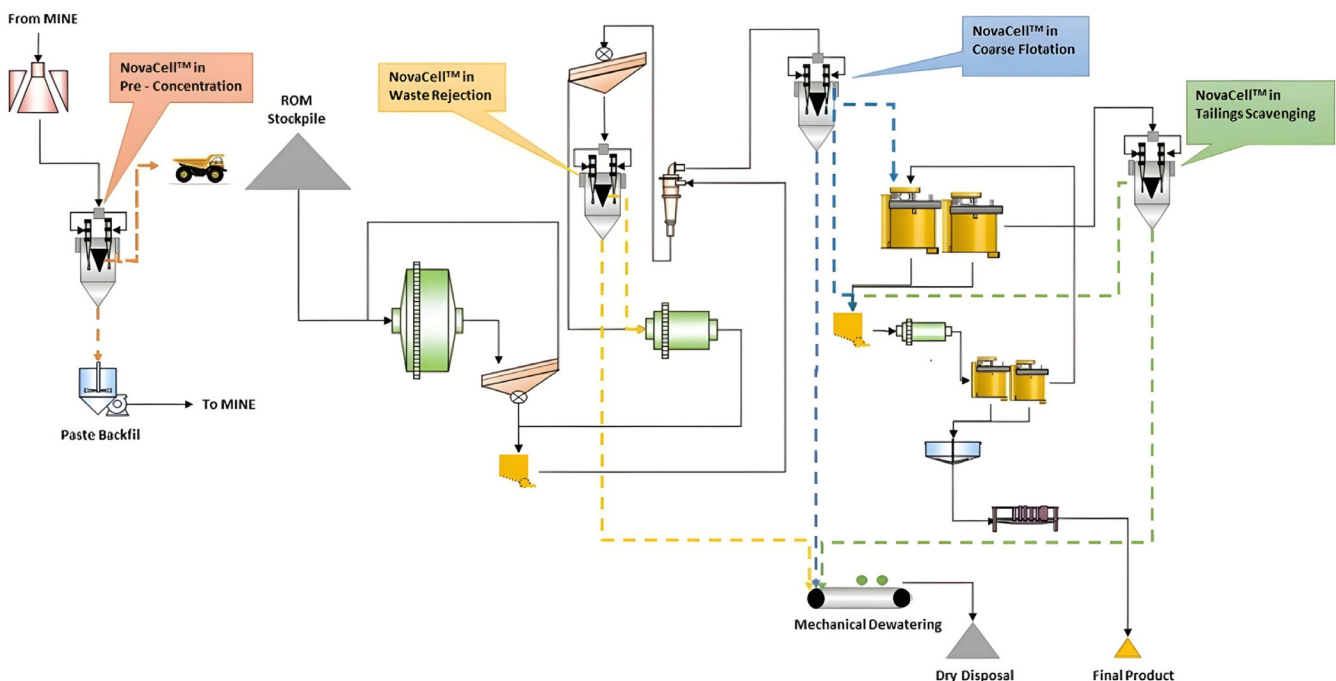 From MINE
NovaCell™ in
Pre - Concentration
ROM
Stockpile
NovaCell™ in
Waste Rejection
NovaCell™ in
Coarse Flotation
NovaCell™ in
Tailings Scavenging
To MINE
Paste Backfil
Mechanical Dewatering
Dry Disposal
Final Product